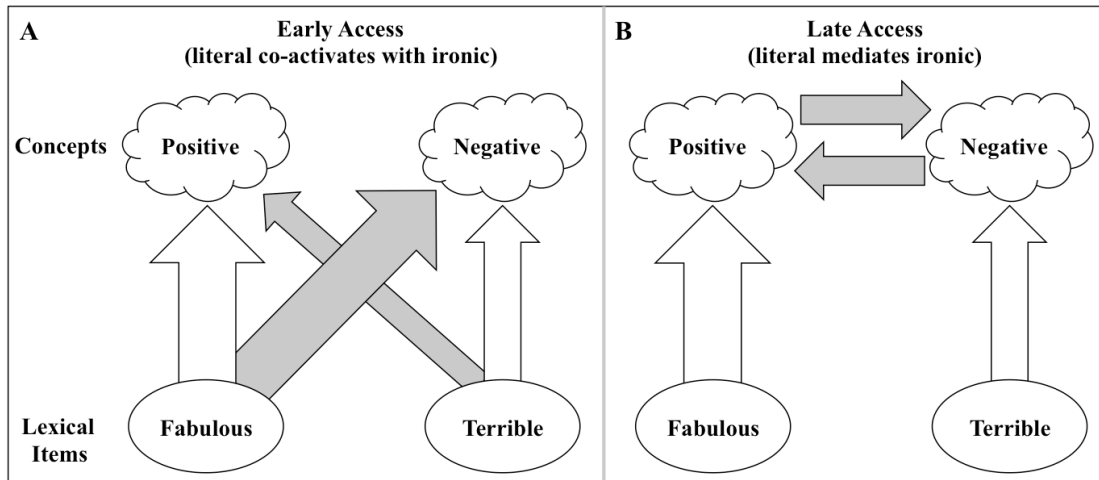 A
Early Access
(literal co-activates with ironic)
Concepts
Positive
Negative
Lexical
Items
Fabulous
Terrible
B
Late Access
(literal mediates ironic)
Positive
Negative
Fabulous
Terrible